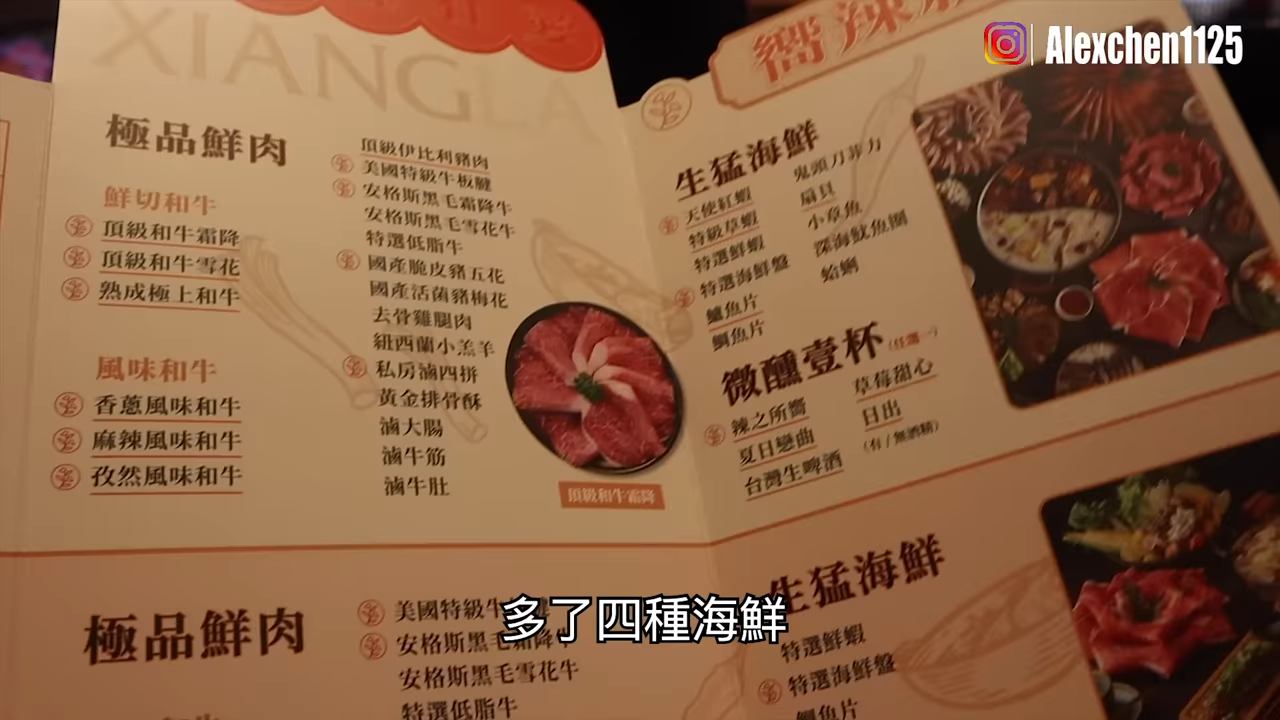 Alexchen1125
XIANGLA
嚮辣
極品鮮肉
鮮切和牛
頂級和牛霜降
頂級和牛雪花
熟成極上和牛
風味和牛
香蔥風味和牛
麻辣風味和牛
孜然風味和牛
頂級伊比利豬肉
美國特級牛板腱
安格斯黑毛霜降牛
安格斯黑毛雪花牛
特選低脂牛
國產脆皮豬五花
國產活菌豬梅花
去骨雞腿肉
紐西蘭小羔羊
私房滷四拼
黃金排骨酥
滷大腸
滷牛筋
滷牛肚
頂級和牛霜降
生猛海鮮
天使紅蝦
特級草蝦
特選鮮蝦
特選海鮮盤
鱸魚片
鯛魚片
鬼頭刀菲力
扇貝
小章魚
深海魷魚圈
蛤蜊
微醺壹杯(任選一)
辣之所嚮
夏日戀曲
台灣生啤酒
草莓甜心
日出
(有/無酒精)
極品鮮肉
美國特級牛
安格斯黑毛霜降牛
安格斯黑毛雪花牛
特選低脂牛
生猛海鮮
特選鮮蝦
特選海鮮盤
鯛魚片
多了四種海鮮